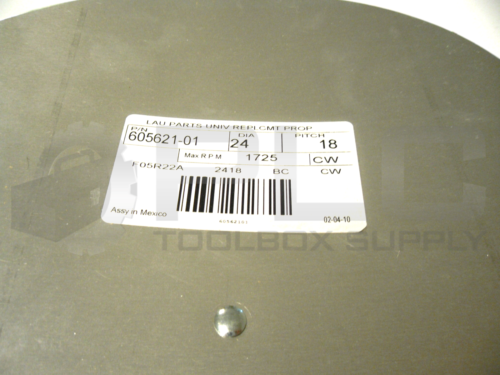 LAU PARTS-UNIV REPLCMT PROP
P/N DIA PITCH
605621-01 24 18
Max R P M 1725 CW
F05R22A 2418 BC CW
Assy in Mexico
02-04-10
TOOLBOX SUPPLY